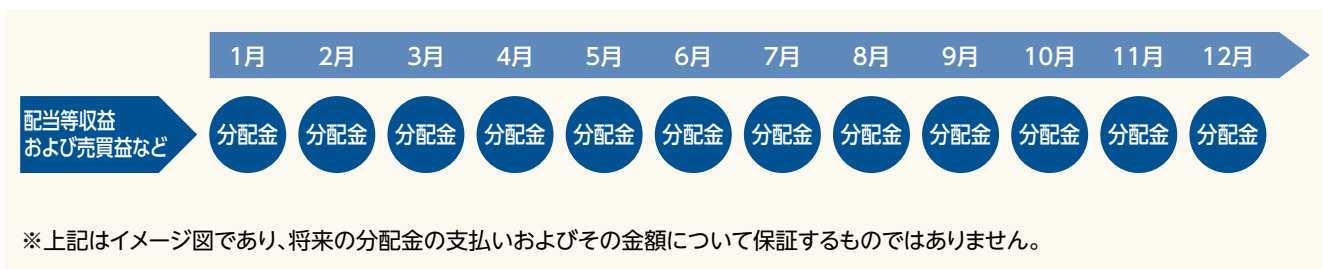 1月 2月 3月 4月 5月 6月 7月 8月 9月 10月 11月 12月
配当等収益
および売買益など
分配金 分配金 分配金 分配金 分配金 分配金 分配金 分配金 分配金 分配金 分配金 分配金
※上記はイメージ図であり、将来の分配金の支払いおよびその金額について保証するものではありません。